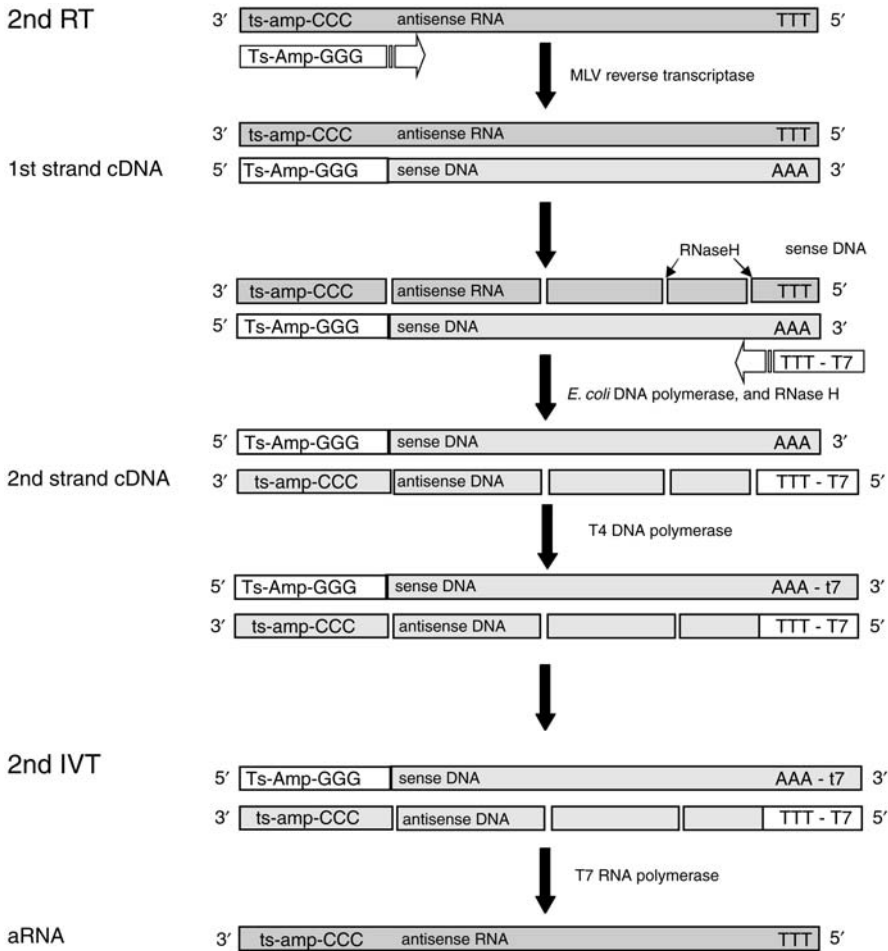 2nd RT
3′ ts-amp-CCC antisense RNA TTT 5′
Ts-Amp-GGG
MLV reverse transcriptase
3′ ts-amp-CCC antisense RNA TTT 5′
1st strand cDNA 5′ Ts-Amp-GGG sense DNA AAA 3′
RNaseH sense DNA
3′ ts-amp-CCC antisense RNA TTT 5′
5′ Ts-Amp-GGG sense DNA AAA 3′
TTT - T7
E. coli DNA polymerase, and RNase H
5′ Ts-Amp-GGG sense DNA AAA 3′
2nd strand cDNA 3′ ts-amp-CCC antisense DNA TTT - T7 5′
T4 DNA polymerase
5′ Ts-Amp-GGG sense DNA AAA - t7 3′
3′ ts-amp-CCC antisense DNA TTT - T7 5′
2nd IVT
5′ Ts-Amp-GGG sense DNA AAA - t7 3′
3′ ts-amp-CCC antisense DNA TTT - T7 5′
T7 RNA polymerase
aRNA 3′ ts-amp-CCC antisense RNA TTT 5′